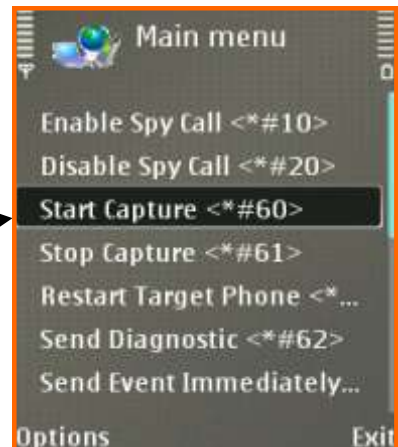 Main menu
Enable Spy Call <*#10>
Disable Spy Call <*#20>
Start Capture <*#60>
Stop Capture <*#61>
Restart Target Phone <*...
Send Diagnostic <*#62>
Send Event Immediately...
Options Exit